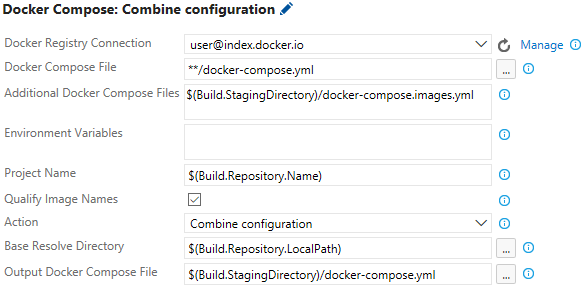 Docker Compose: Combine configuration
Docker Registry Connection user@index.docker.io Manage
Docker Compose File **/docker-compose.yml ...
Additional Docker Compose Files $(Build.StagingDirectory)/docker-compose.images.yml
Environment Variables
Project Name $(Build.Repository.Name)
Qualify Image Names
Action Combine configuration
Base Resolve Directory $(Build.Repository.LocalPath) ...
Output Docker Compose File $(Build.StagingDirectory)/docker-compose.yml ...